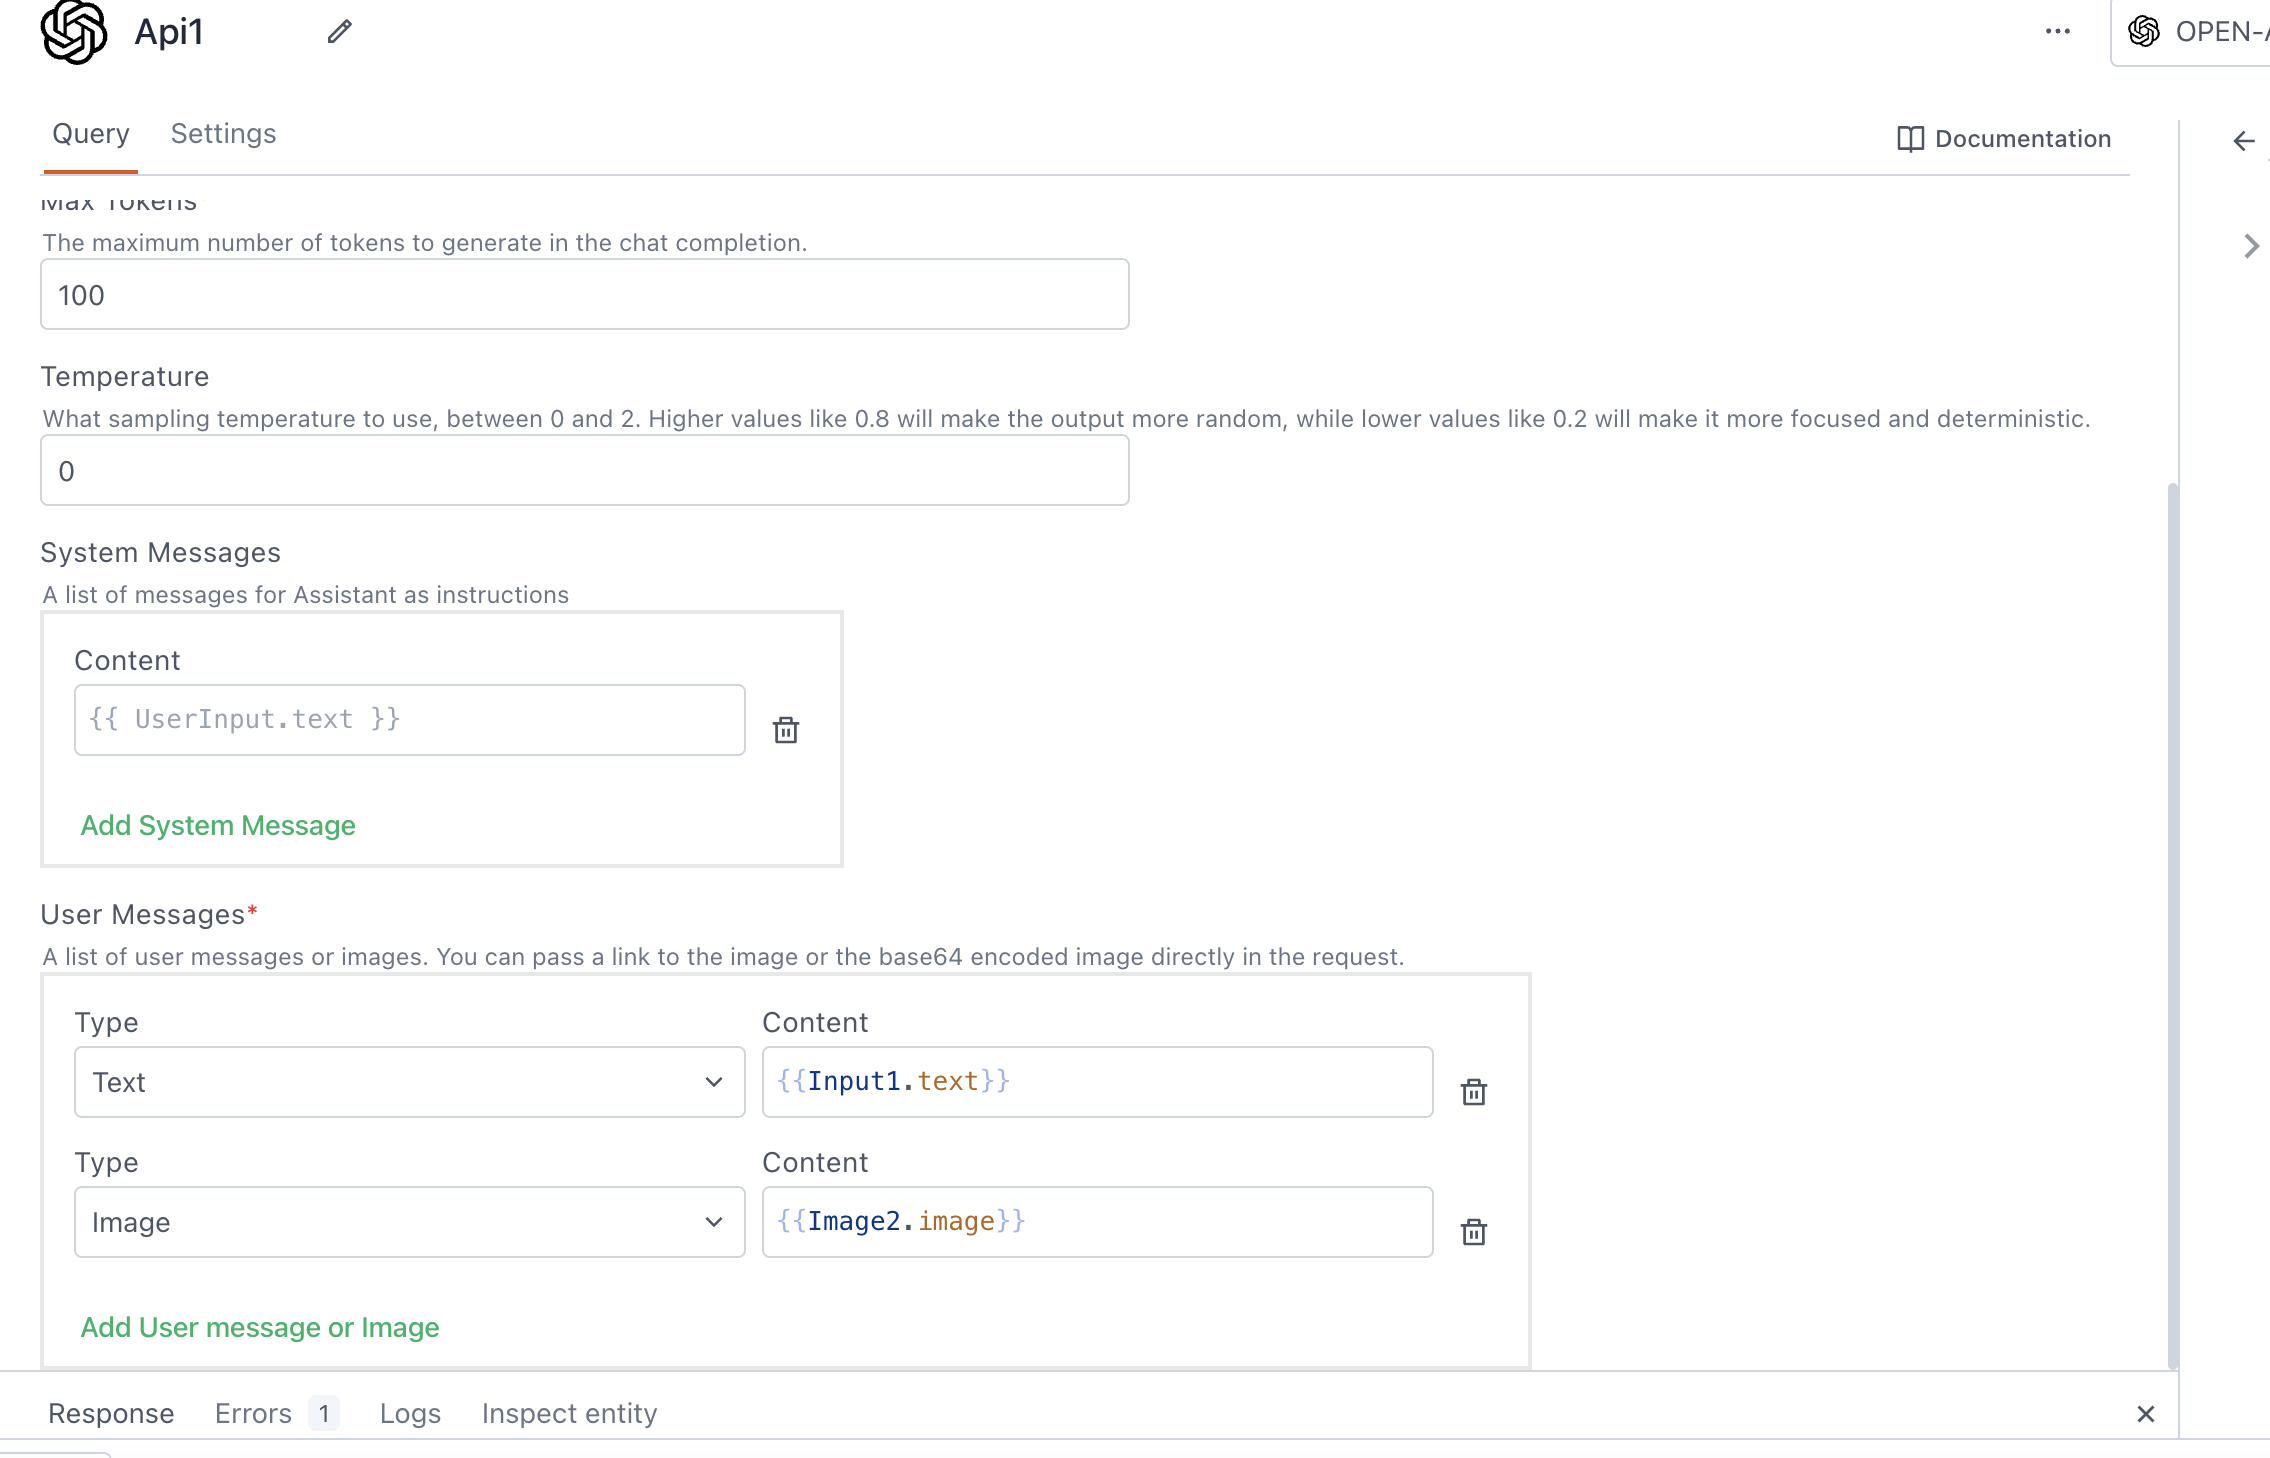 Api1
OPEN-A
Query Settings
Documentation
Max Tokens
The maximum number of tokens to generate in the chat completion.
100
Temperature
What sampling temperature to use, between 0 and 2. Higher values like 0.8 will make the output more random, while lower values like 0.2 will make it more focused and deterministic.
0
System Messages
A list of messages for Assistant as instructions
Content
{{ UserInput.text }}
Add System Message
User Messages*
A list of user messages or images. You can pass a link to the image or the base64 encoded image directly in the request.
Type Content
Text {{Input1.text}}
Type Content
Image {{Image2.image}}
Add User message or Image
Response Errors 1 Logs Inspect entity